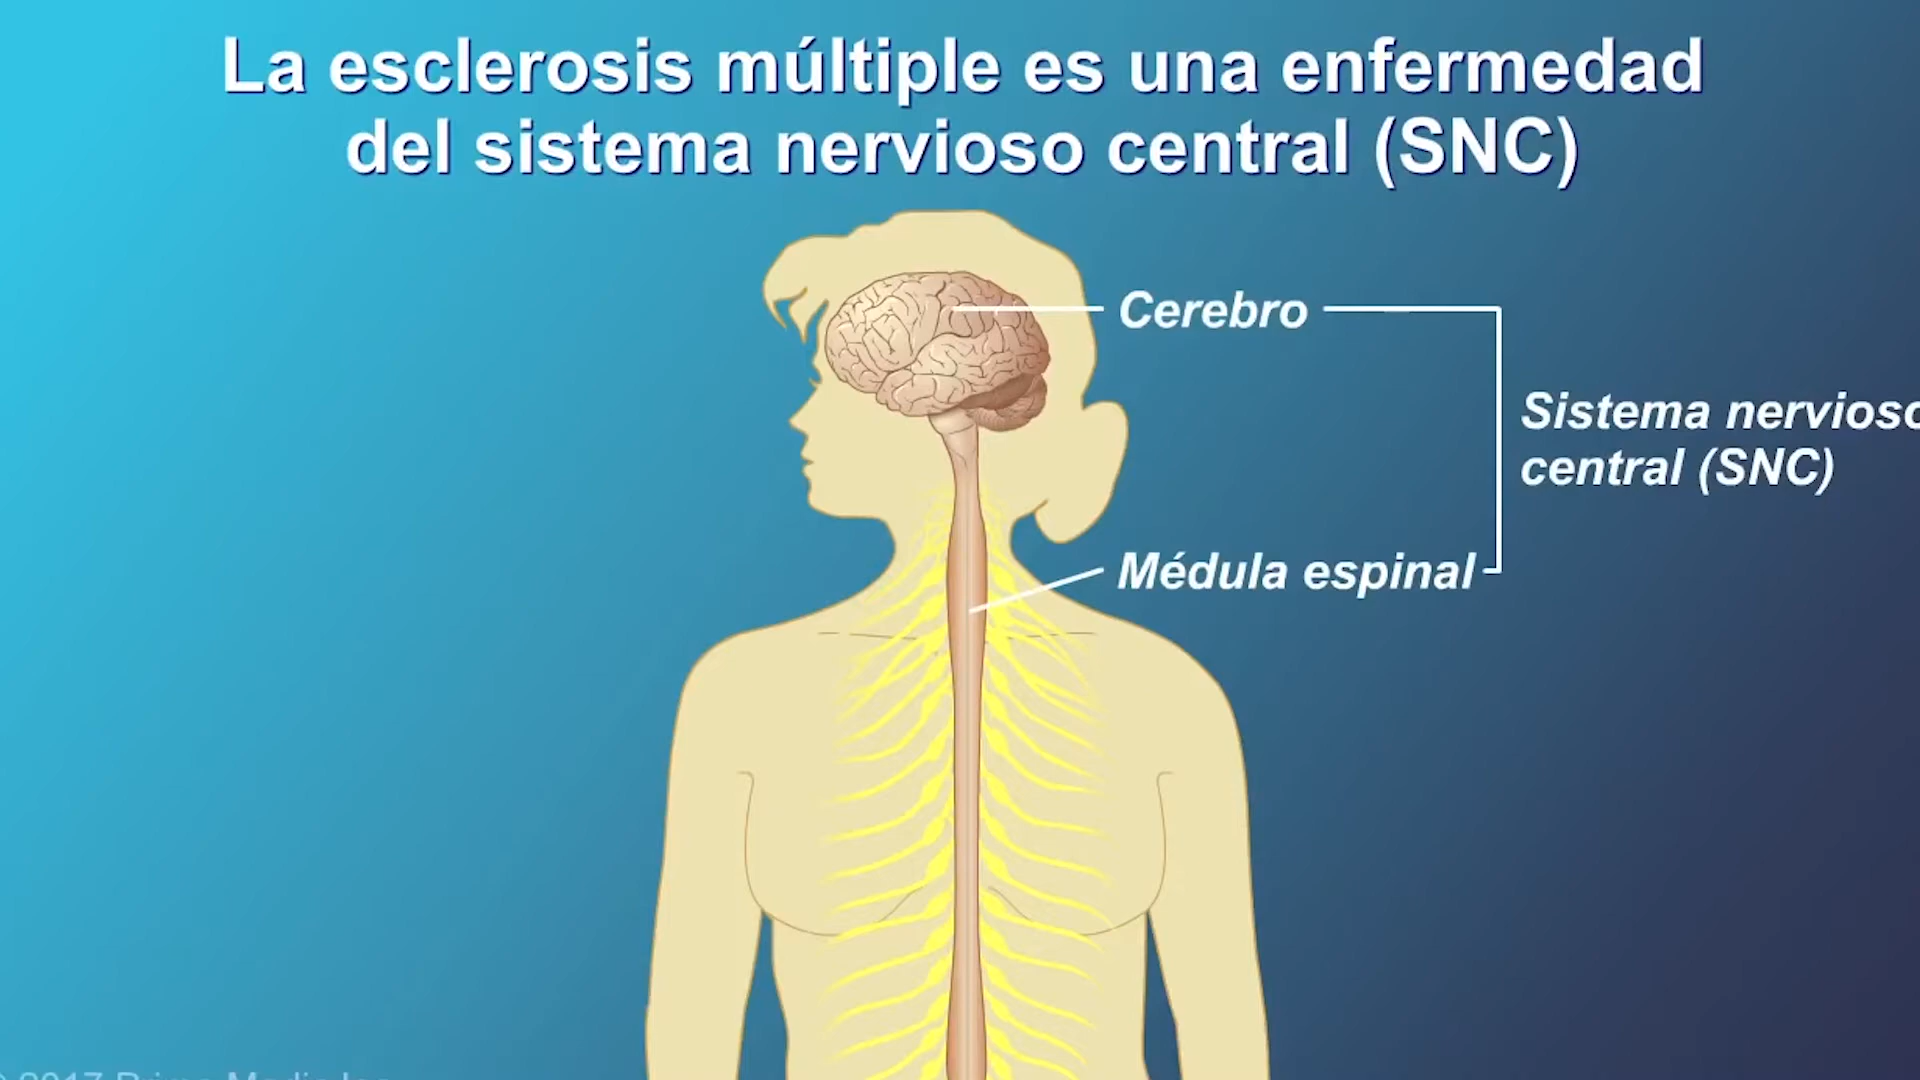 La esclerosis múltiple es una enfermedad
del sistema nervioso central (SNC)
Cerebro
Sistema nervioso
central (SNC)
Médula espinal